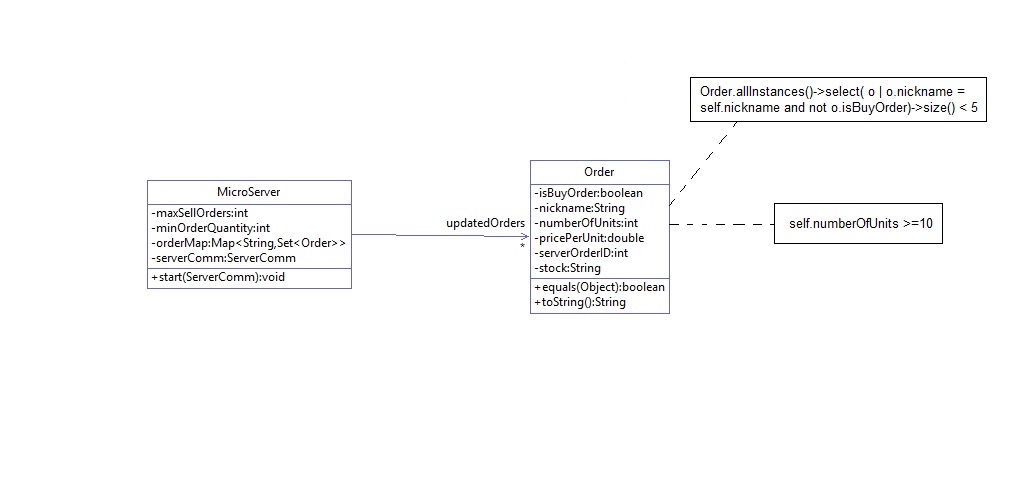 Order.allInstances()->select( o | o.nickname =
self.nickname and not o.isBuyOrder)->size() < 5
MicroServer
-maxSellOrders:int
-minOrderQuantity:int
-orderMap:Map<String,Set<Order>>
-serverComm:ServerComm
+start(ServerComm):void
updatedOrders
*
Order
-isBuyOrder:boolean
-nickname:String
-numberOfUnits:int
-pricePerUnit:double
-serverOrderID:int
-stock:String
+equals(Object):boolean
+toString():String
self.numberOfUnits >=10